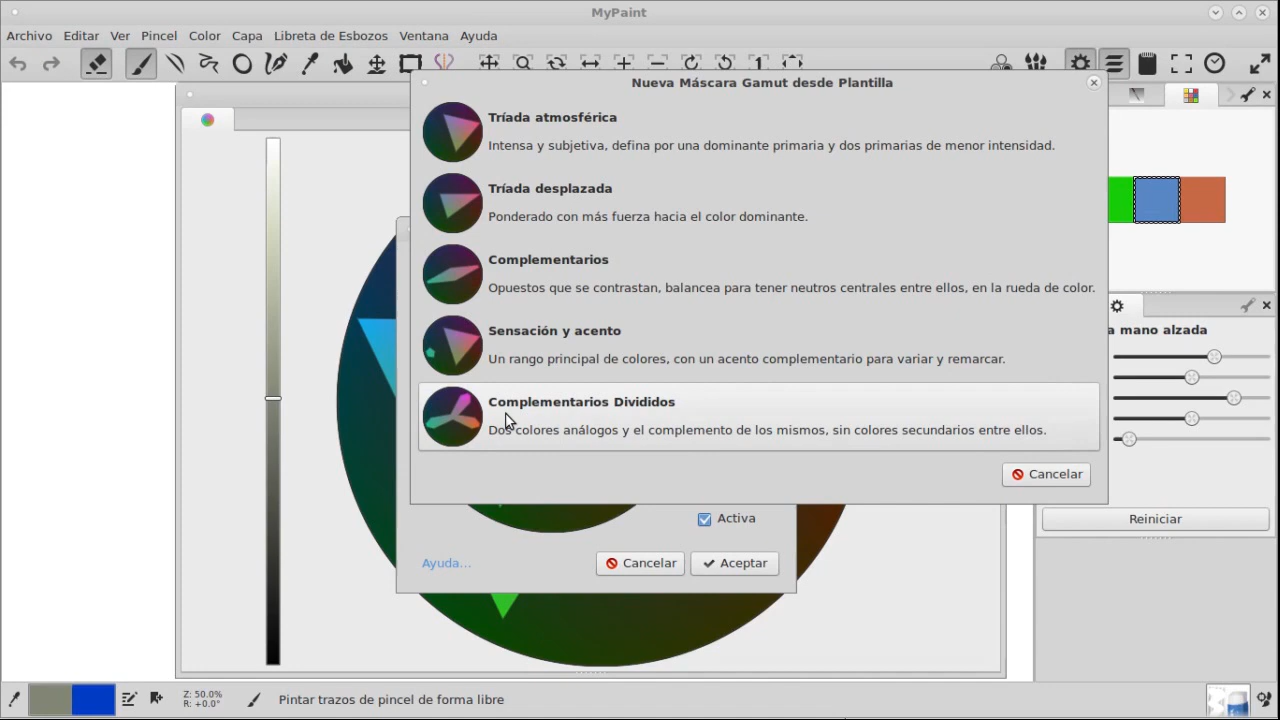 MyPaint
Archivo Editar Ver Pincel Color Capa Libreta de Esbozos Ventana Ayuda
Nueva Máscara Gamut desde Plantilla
Tríada atmosférica
Intensa y subjetiva, defina por una dominante primaria y dos primarias de menor intensidad.
Tríada desplazada
Ponderado con más fuerza hacia el color dominante.
Complementarios
Opuestos que se contrastan, balancea para tener neutros centrales entre ellos, en la rueda de color.
Sensación y acento
a mano alzada
Un rango principal de colores, con un acento complementario para variar y remarcar.
Complementarios Divididos
Dos colores análogos y el complemento de los mismos, sin colores secundarios entre ellos.
Cancelar
Activa
Reiniciar
Ayuda...
Cancelar
Aceptar
Z: 50.0%
R: +0.0°
Pintar trazos de pincel de forma libre